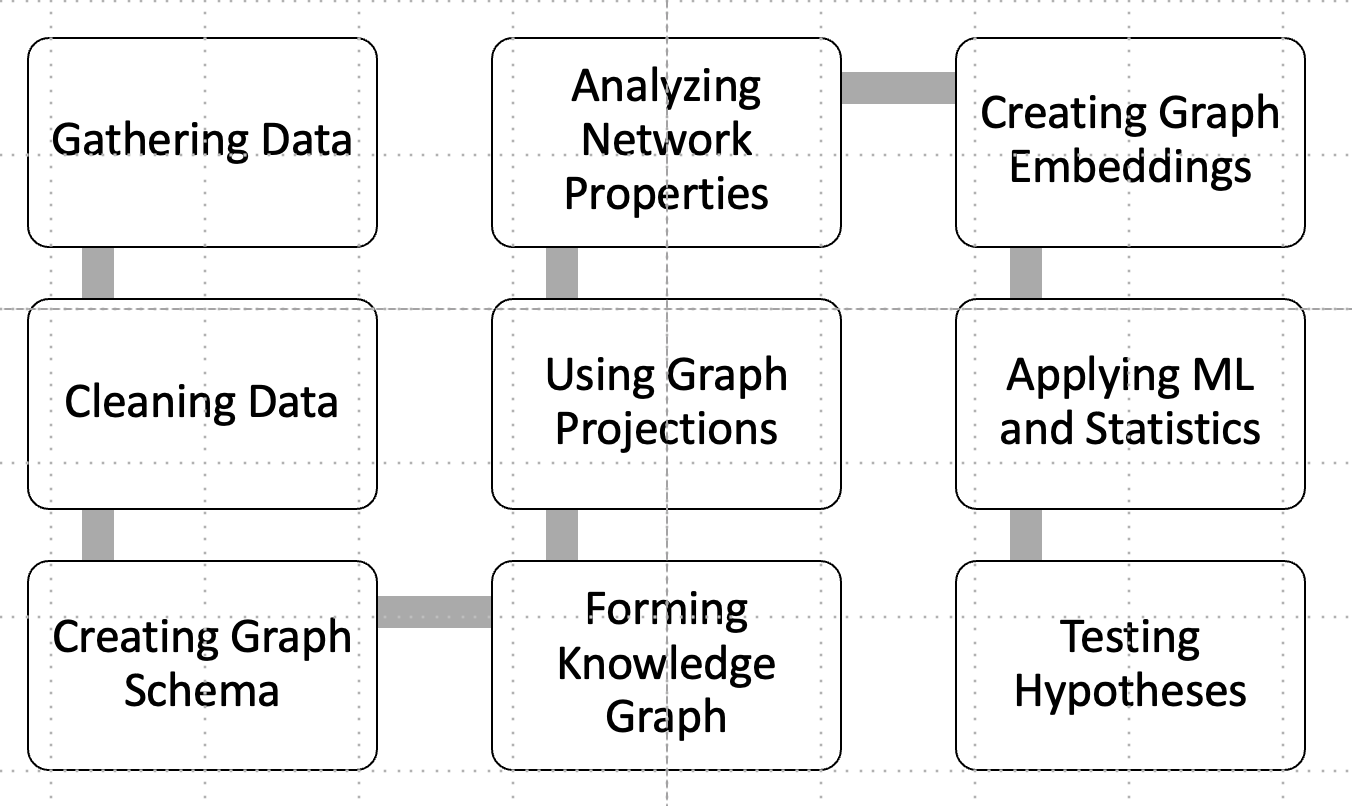 Gathering Data
Cleaning Data
Creating Graph
Schema
Forming
Knowledge
Graph
Using Graph
Projections
Analyzing
Network
Properties
Creating Graph
Embeddings
Applying ML
and Statistics
Testing
Hypotheses